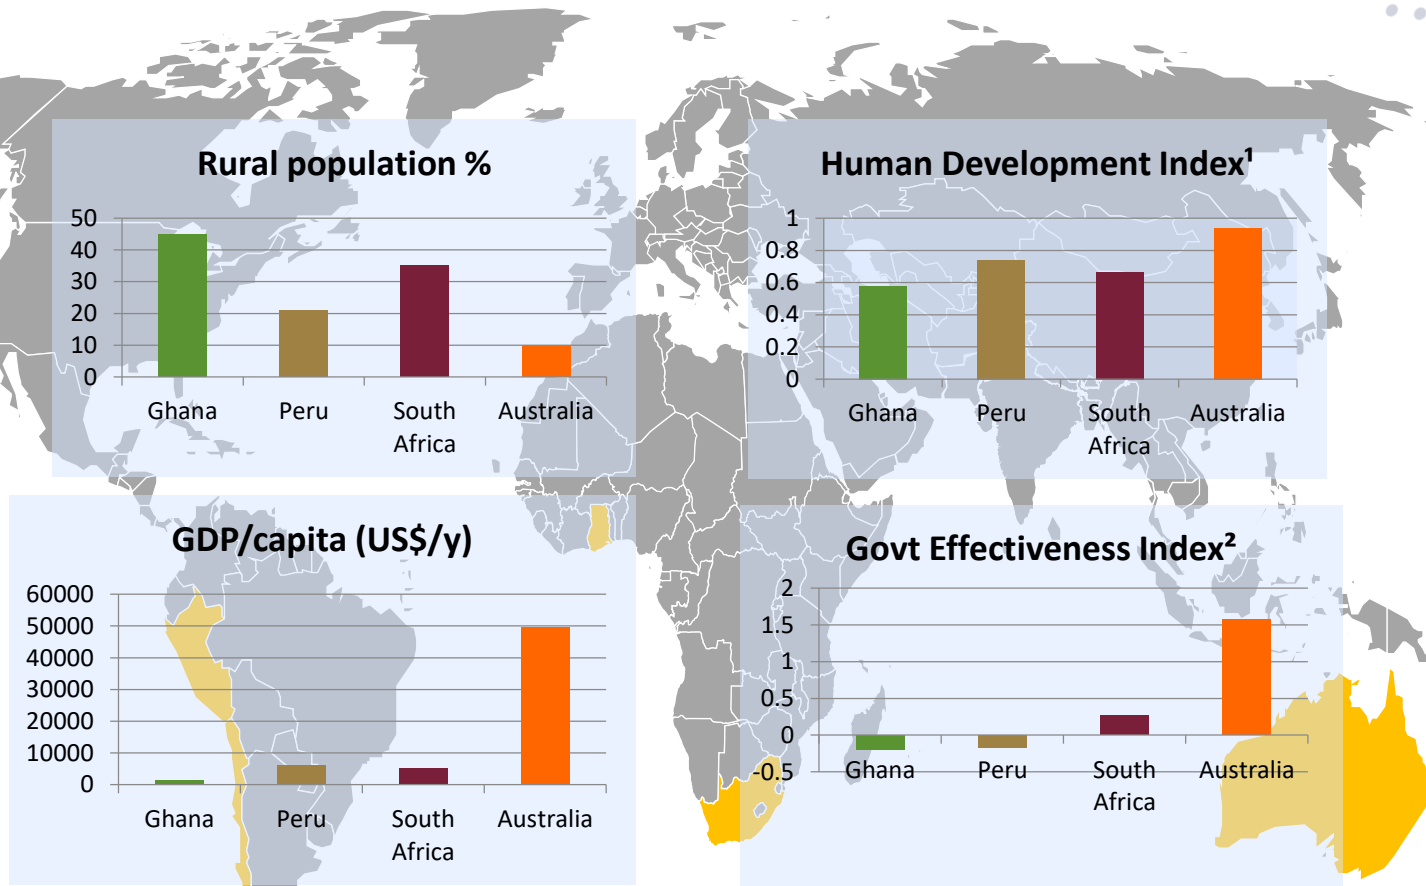 Rural population %
50
40
30
20
10
0
Ghana
Peru
South
Africa
Australia
Human Development Index¹
1
0.8
0.6
0.4
0.2
0
Ghana
Peru
South
Africa
Australia
GDP/capita (US$/y)
60000
50000
40000
30000
20000
10000
0
Ghana
Peru
South
Africa
Australia
Govt Effectiveness Index²
2
1.5
1
0.5
0
-0.5
Ghana
Peru
South
Africa
Australia